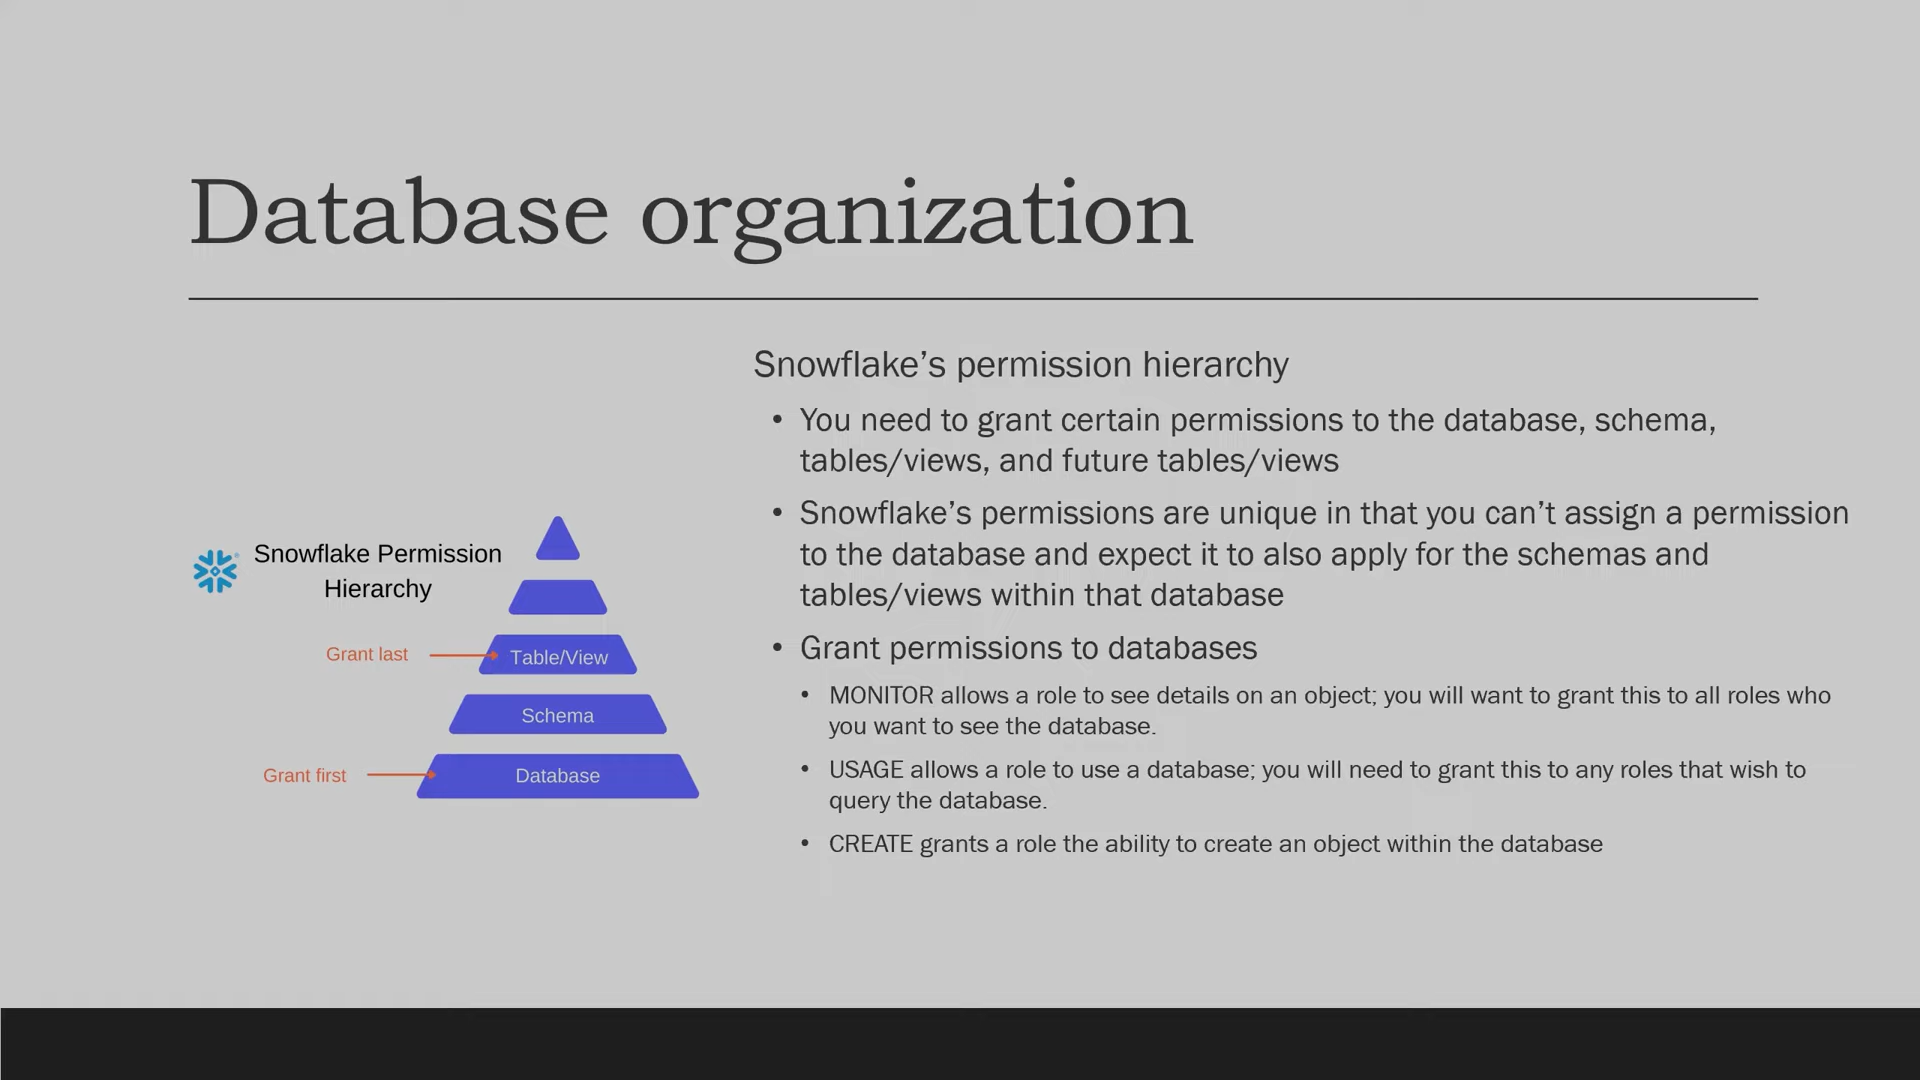 Database organization
Snowflake Permission
Hierarchy
Grant last
Table/View
Schema
Grant first
Database
Snowflake’s permission hierarchy
• You need to grant certain permissions to the database, schema,
tables/views, and future tables/views
• Snowflake’s permissions are unique in that you can’t assign a permission
to the database and expect it to also apply for the schemas and
tables/views within that database
• Grant permissions to databases
• MONITOR allows a role to see details on an object; you will want to grant this to all roles who
you want to see the database.
• USAGE allows a role to use a database; you will need to grant this to any roles that wish to
query the database.
• CREATE grants a role the ability to create an object within the database